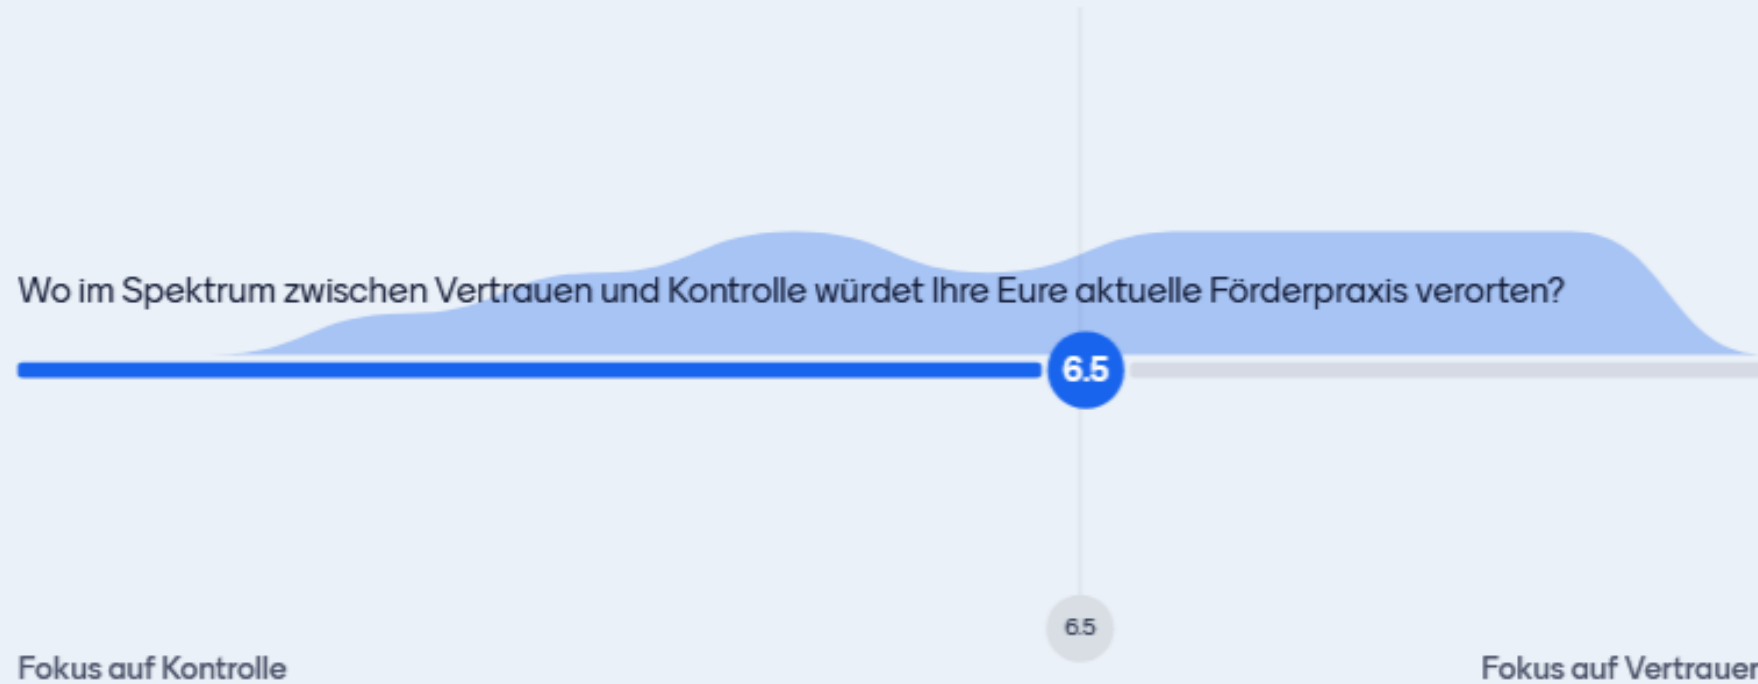 Wo im Spektrum zwischen Vertrauen und Kontrolle würdet Ihre Eure aktuelle Förderpraxis verorten?
6.5
6.5
Fokus auf Kontrolle
Fokus auf Vertrauen